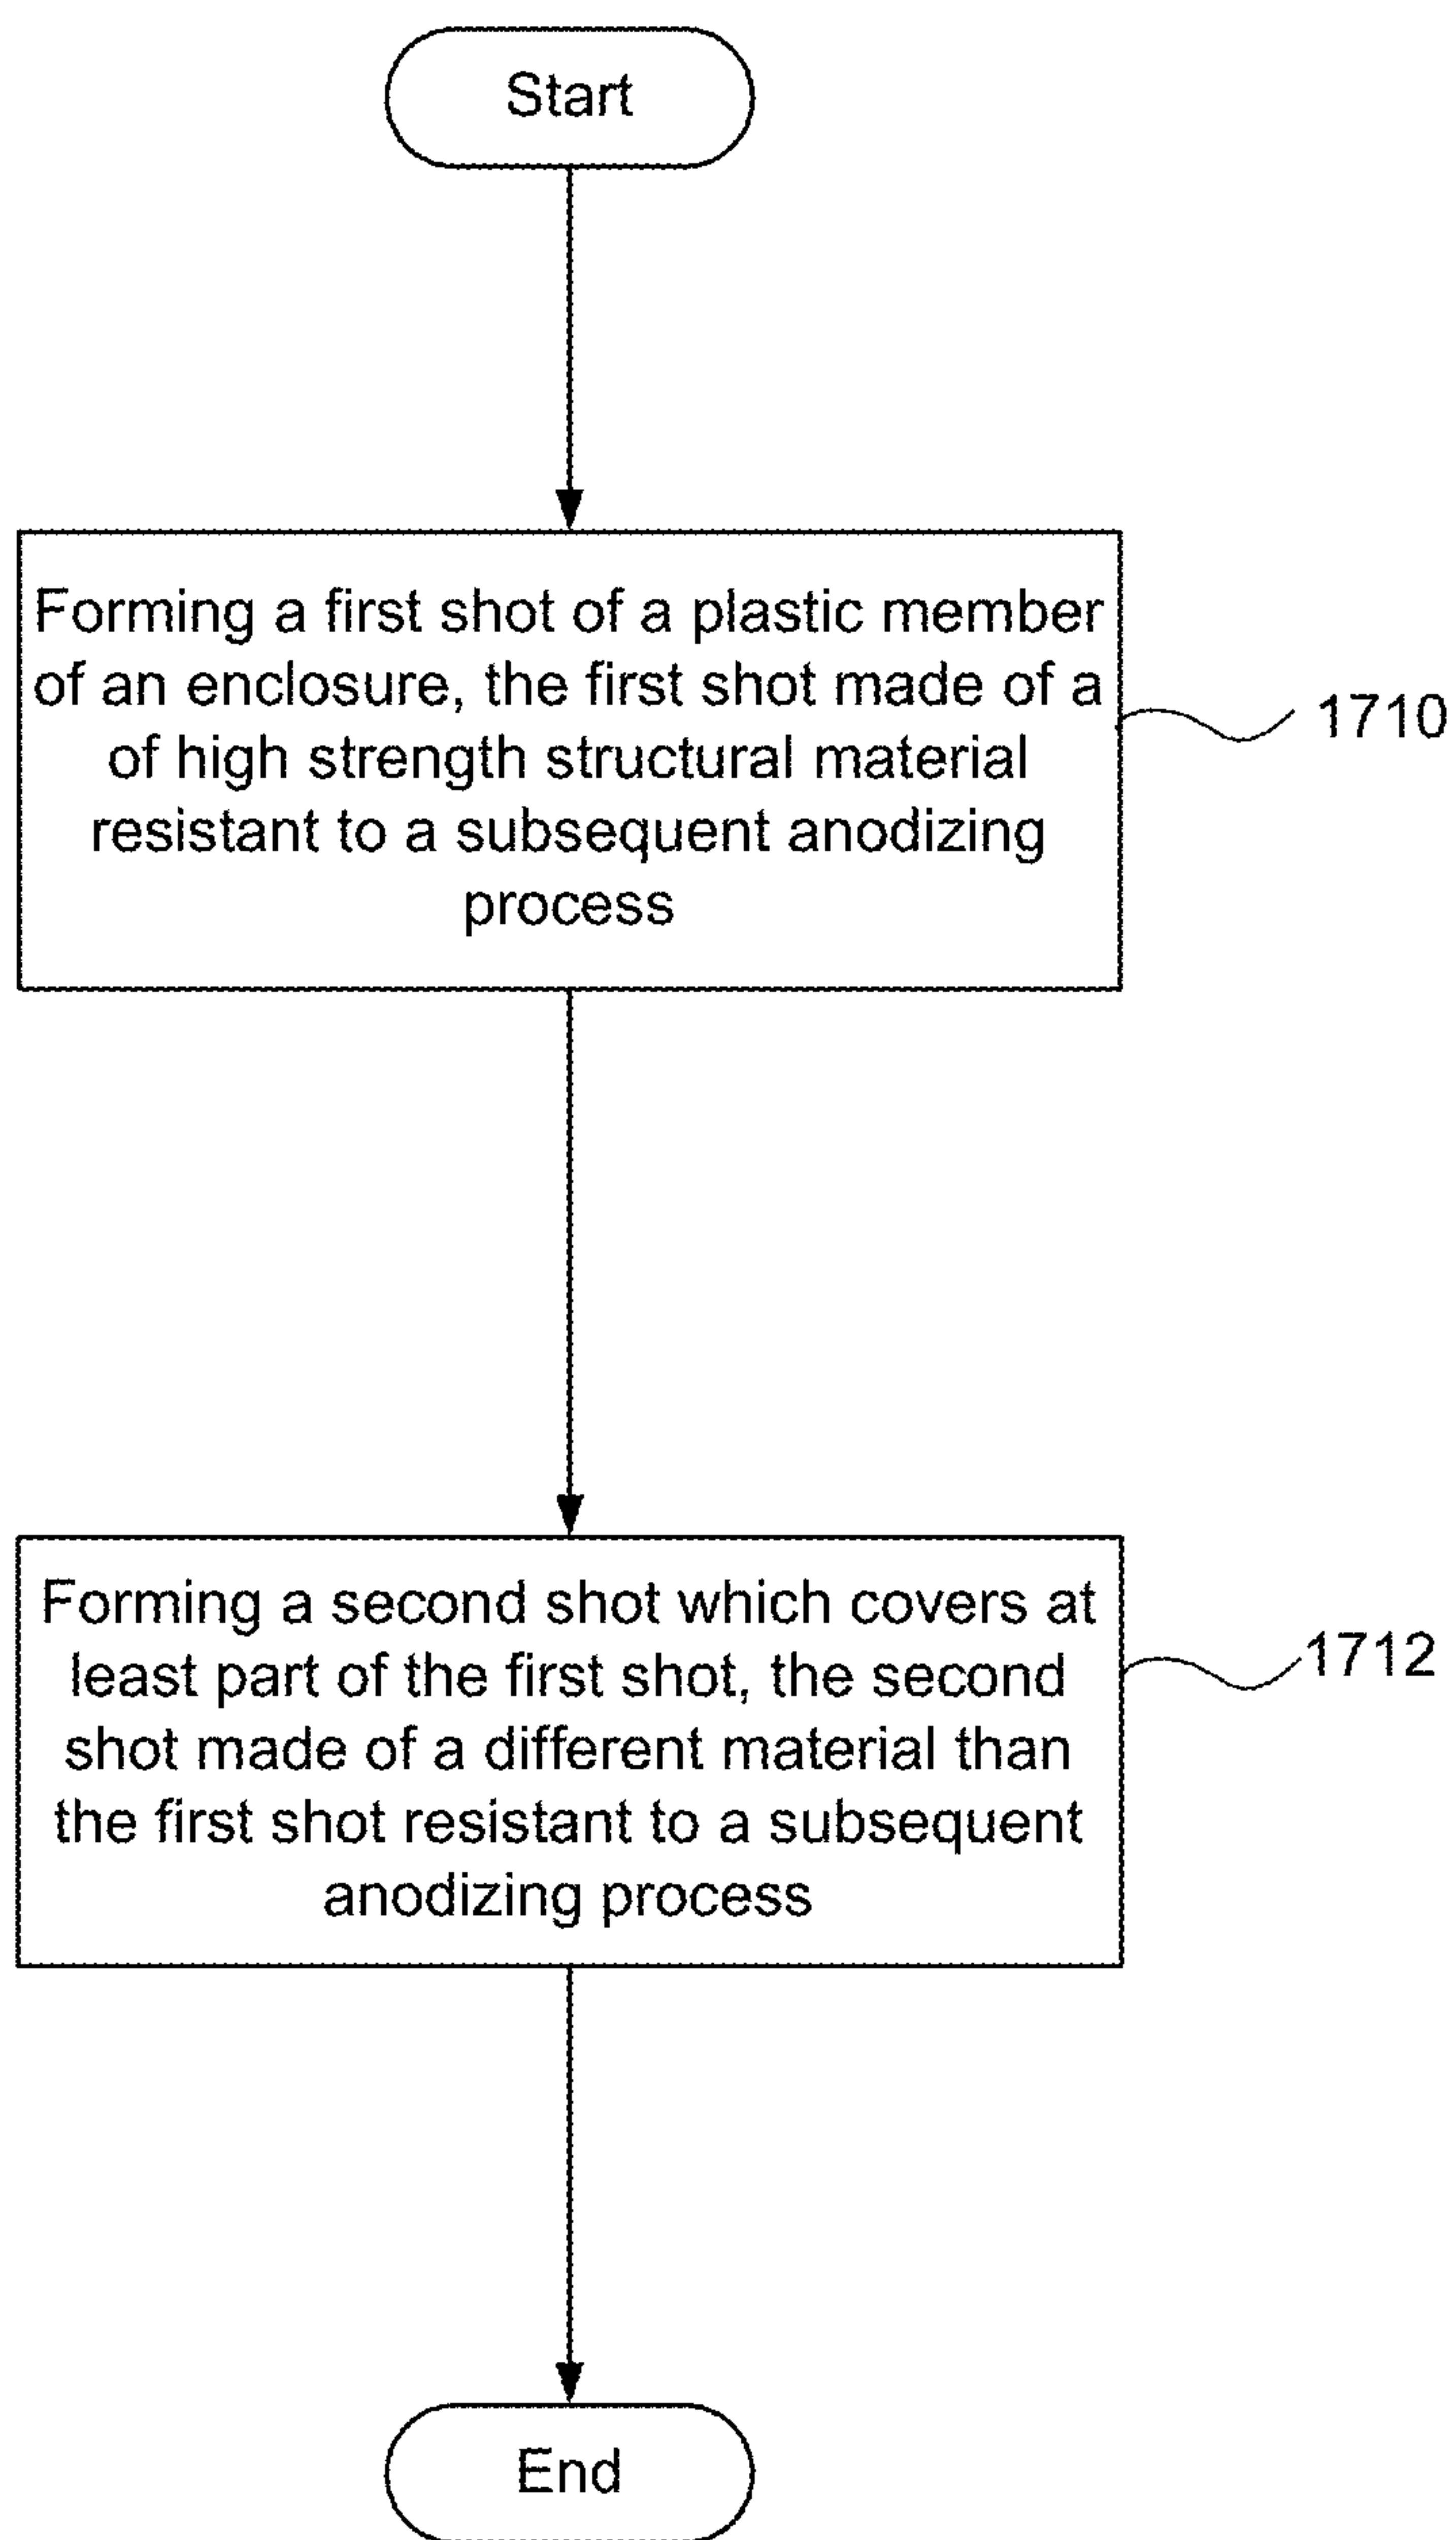 Start
Forming a first shot of a plastic member
of an enclosure, the first shot made of a
of high strength structural material
resistant to a subsequent anodizing
process
1710
Forming a second shot which covers at
least part of the first shot, the second
shot made of a different material than
the first shot resistant to a subsequent
anodizing process
1712
End